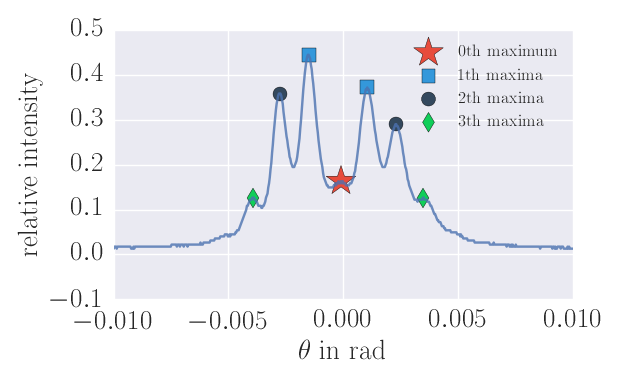 0.5
0.4
0.3
0.2
0.1
0.0
−0.1
relative intensity
0th maximum
1th maxima
2th maxima
3th maxima
−0.010 −0.005 0.000 0.005 0.010
θ in rad